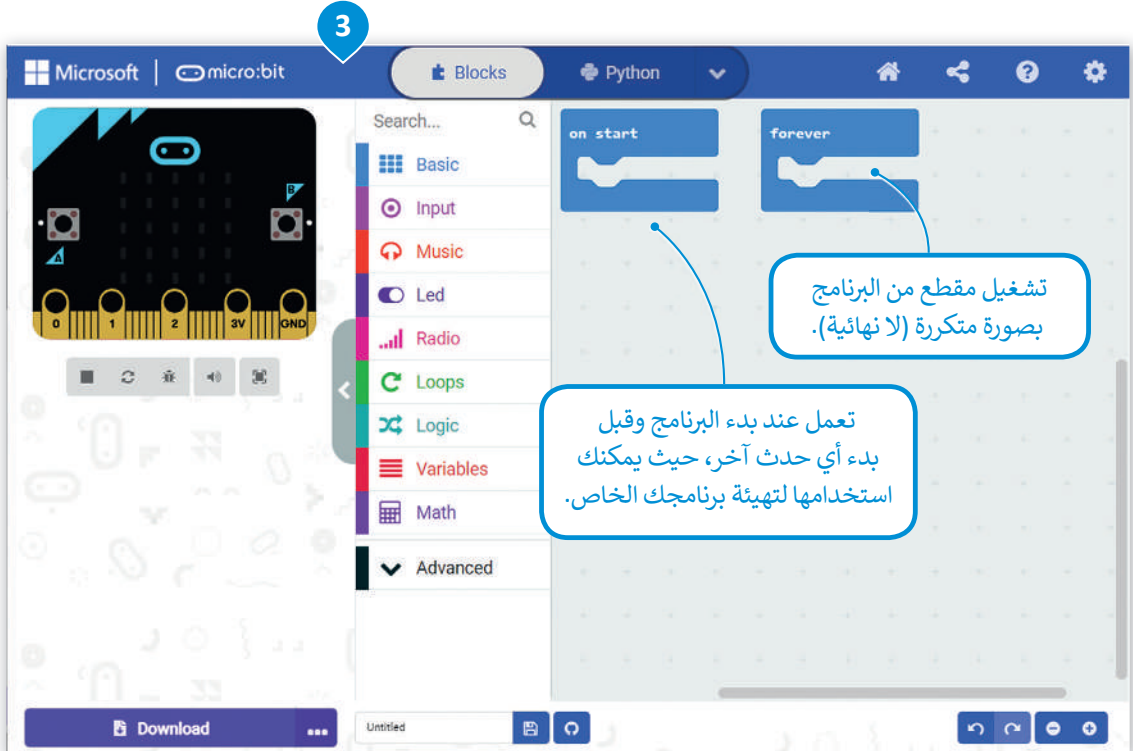 3
Microsoft | micro:bit
Blocks
Python
Search...
Basic
Input
Music
Led
Radio
Loops
Logic
Variables
Math
Advanced
on start
forever
تشغيل مقطع من البرنامج
بصورة متكررة (لا نهائية).
تعمل عند بدء البرنامج وقبل
بدء أي حدث آخر، حيث يمكنك
استخدامها لتهيئة برنامجك الخاص.
B
A
0 1 2 3V GND
Download
Untitled